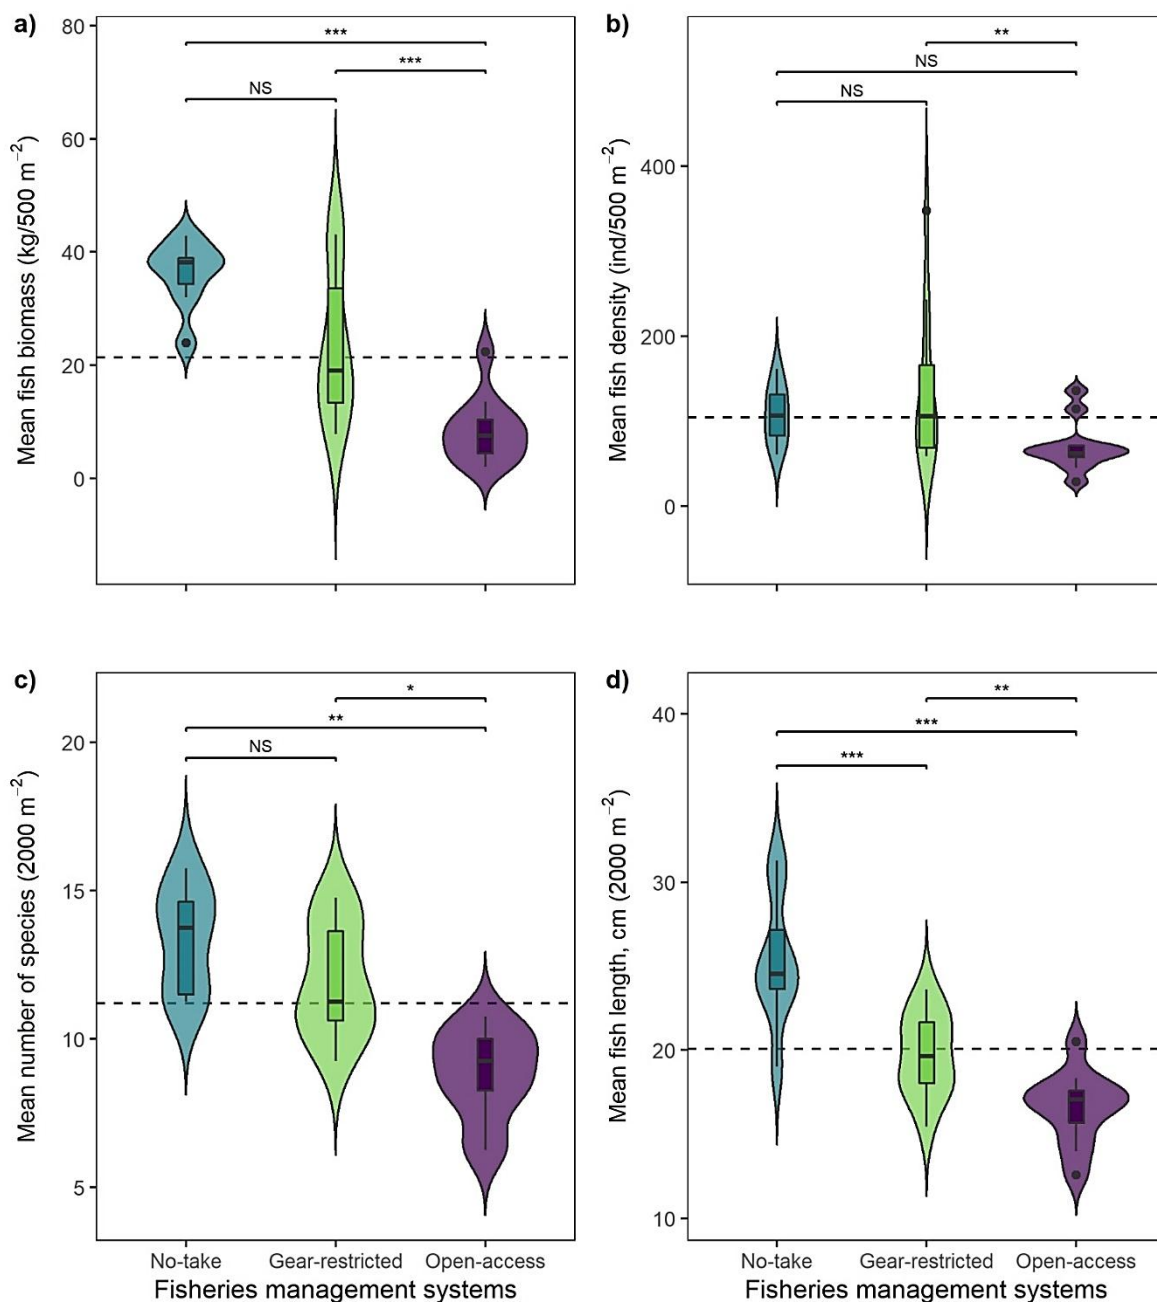 a)
Mean fish biomass (kg/500 m⁻²)
80
60
40
20
0
***
***
NS
b)
Mean fish density (ind/500 m⁻²)
400
200
0
**
NS
NS
c)
Mean number of species (2000 m⁻²)
20
15
10
5
*
**
NS
No-take Gear-restricted Open-access
Fisheries management systems
d)
Mean fish length, cm (2000 m⁻²)
40
30
20
10
**
***
***
No-take Gear-restricted Open-access
Fisheries management systems